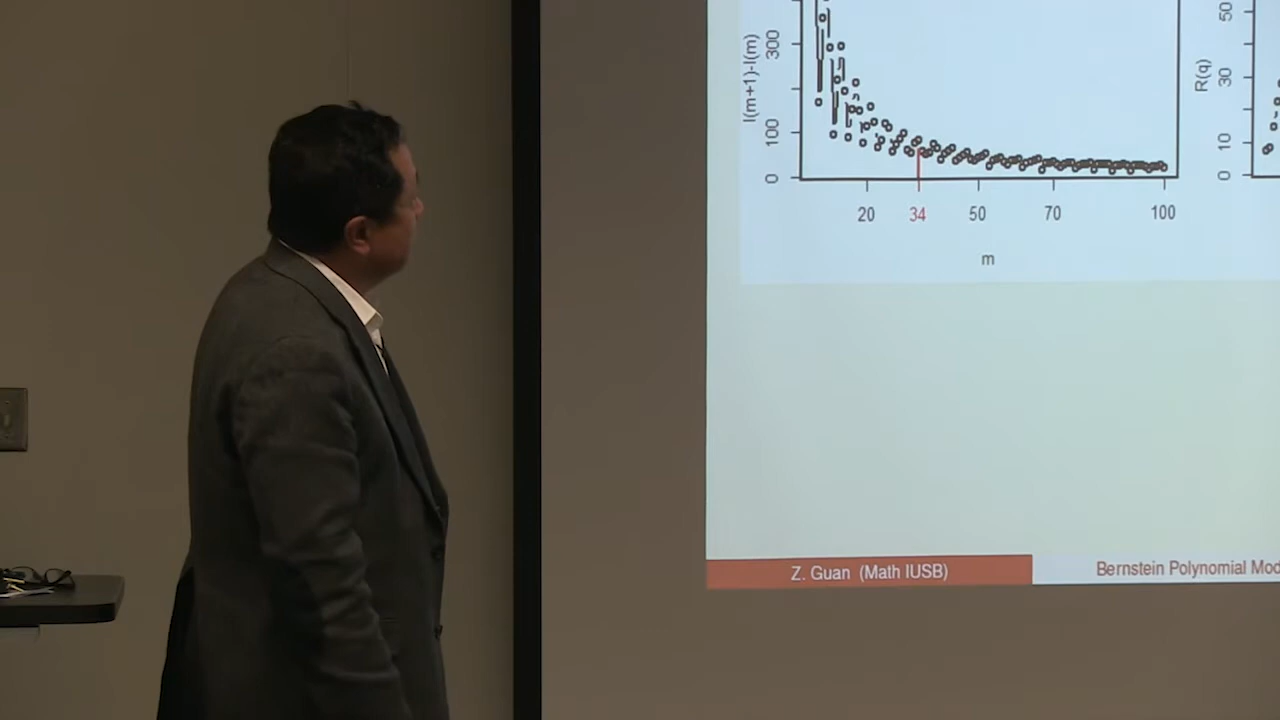 l(m+1)-l(m)
300
100
0
20 34 50 70 100
m
R(q)
50
30
10
0
Z. Guan (Math IUSB)
Bernstein Polynomial Mod